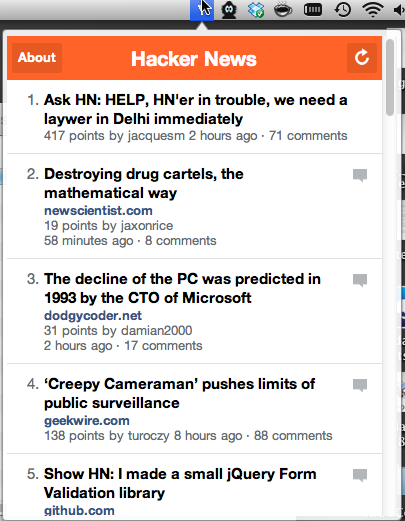 About
Hacker News
1. Ask HN: HELP, HN'er in trouble, we need a
laywer in Delhi immediately
417 points by jacquesm 2 hours ago · 71 comments
2. Destroying drug cartels, the
mathematical way
newscientist.com
19 points by jaxonrice
58 minutes ago · 8 comments
3. The decline of the PC was predicted in
1993 by the CTO of Microsoft
dodgycoder.net
31 points by damian2000
2 hours ago · 17 comments
4. ‘Creepy Cameraman’ pushes limits of
public surveillance
geekwire.com
138 points by turoczy 8 hours ago · 88 comments
5. Show HN: I made a small jQuery Form
Validation library
github.com